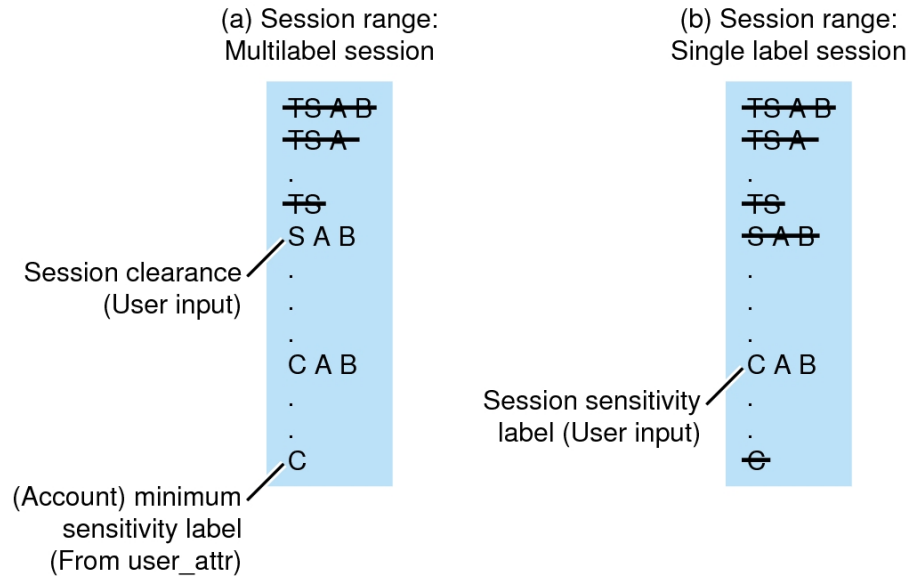 (a) Session range:
Multilabel session
TS A B
TS A
.
TS
S A B
Session clearance
(User input)
.
.
.
C A B
.
.
C
(Account) minimum
sensitivity label
(From user_attr)
(b) Session range:
Single label session
TS A B
TS A
.
TS
S A B
.
.
.
C A B
Session sensitivity
label (User input)
.
.
C